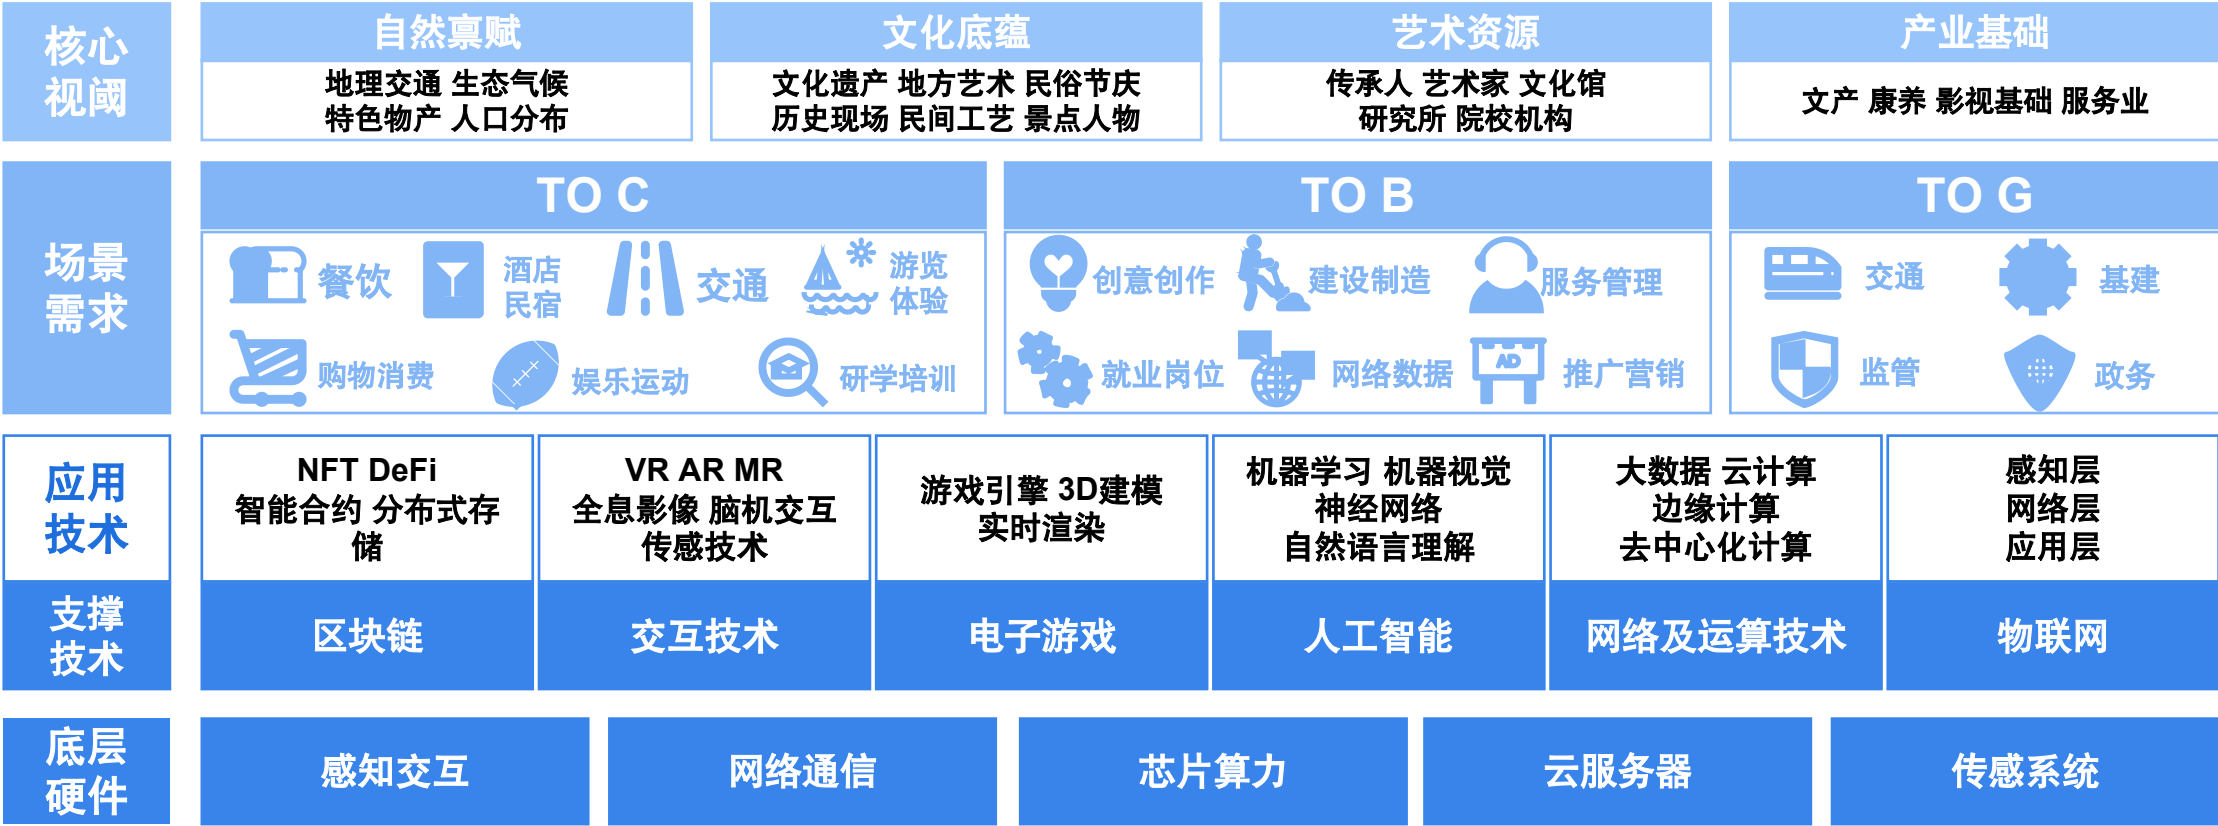 核心
视阈
自然禀赋
地理交通 生态气候
特色物产 人口分布
文化底蕴
文化遗产 地方艺术 民俗节庆
历史现场 民间工艺 景点人物
艺术资源
传承人 艺术家 文化馆
研究所 院校机构
产业基础
文产 康养 影视基础 服务业
场景
需求
TO C
餐饮
酒店
民宿
交通
游览
体验
购物消费
娱乐运动
研学培训
TO B
创意创作
建设制造
服务管理
就业岗位
网络数据
AD
推广营销
TO G
交通
基建
监管
政务
应用
技术
NFT DeFi
智能合约 分布式存
储
VR AR MR
全息影像 脑机交互
传感技术
游戏引擎 3D建模
实时渲染
机器学习 机器视觉
神经网络
自然语言理解
大数据 云计算
边缘计算
去中心化计算
感知层
网络层
应用层
支撑
技术
区块链
交互技术
电子游戏
人工智能
网络及运算技术
物联网
底层
硬件
感知交互
网络通信
芯片算力
云服务器
传感系统